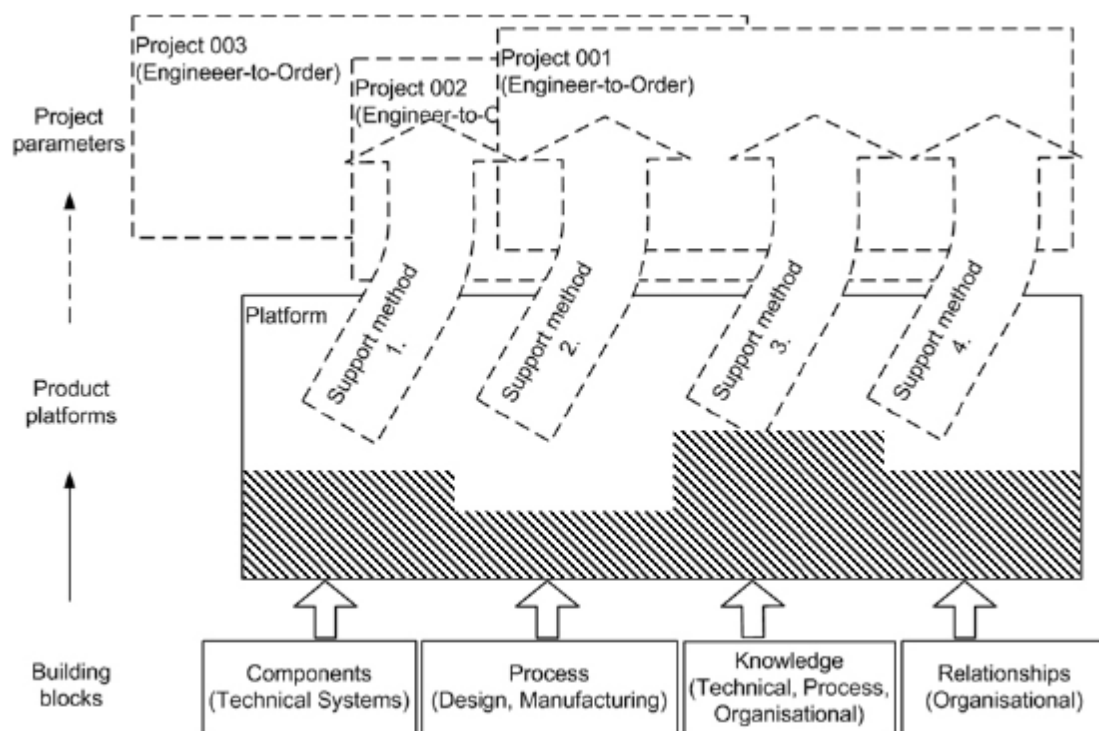 Project 003
(Engineeer-to-Order)
Project 001
(Engineer-to-Order)
Project 002
(Engineer-to-
Project
parameters
Platform
Support method
1.
Support method
2.
Support method
3.
Support method
4.
Product
platforms
Building
blocks
Components
(Technical Systems)
Process
(Design, Manufacturing)
Knowledge
(Technical, Process,
Organisational)
Relationships
(Organisational)